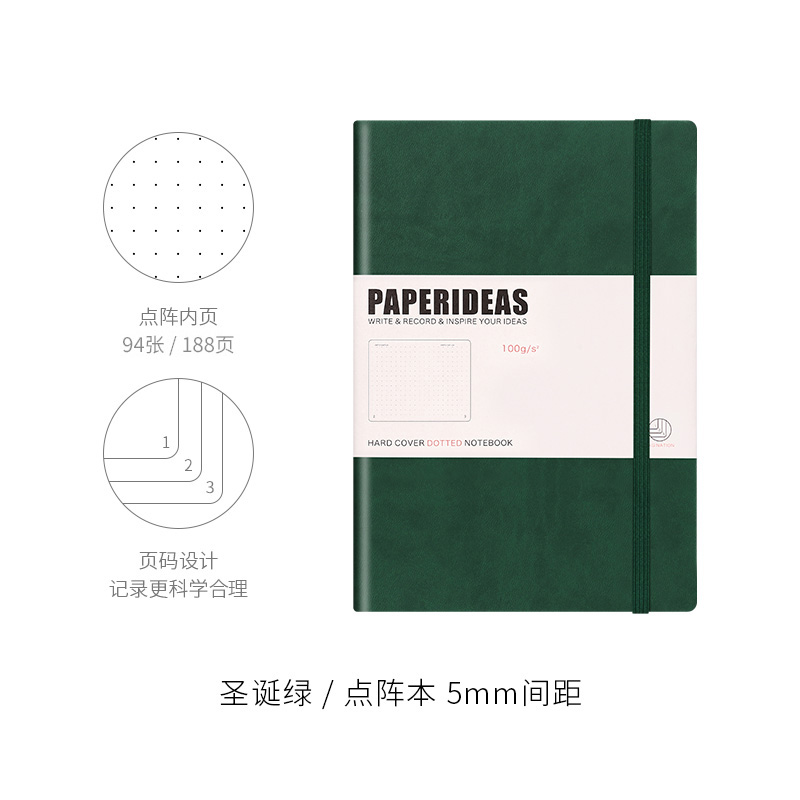 点阵内页
94张 / 188页
1
2
3
页码设计
记录更科学合理
PAPERIDEAS
WRITE & RECORD & INSPIRE YOUR IDEAS
100g/s²
HARD COVER DOTTED NOTEBOOK
圣诞绿 / 点阵本 5mm间距